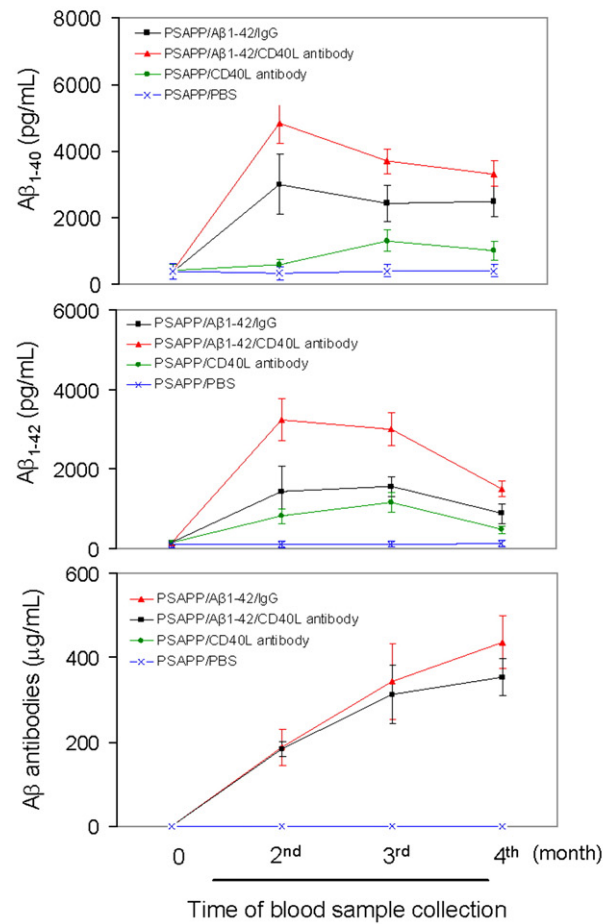 8000
6000
4000
2000
0
Aβ1-40 (pg/mL)
PSAPP/Aβ1-42/IgG
PSAPP/Aβ1-42/CD40L antibody
PSAPP/CD40L antibody
PSAPP/PBS
6000
4000
2000
0
Aβ1-42 (pg/mL)
PSAPP/Aβ1-42/IgG
PSAPP/Aβ1-42/CD40L antibody
PSAPP/CD40L antibody
PSAPP/PBS
600
400
200
0
Aβ antibodies (μg/mL)
PSAPP/Aβ1-42/IgG
PSAPP/Aβ1-42/CD40L antibody
PSAPP/CD40L antibody
PSAPP/PBS
0 2nd 3rd 4th (month)
Time of blood sample collection